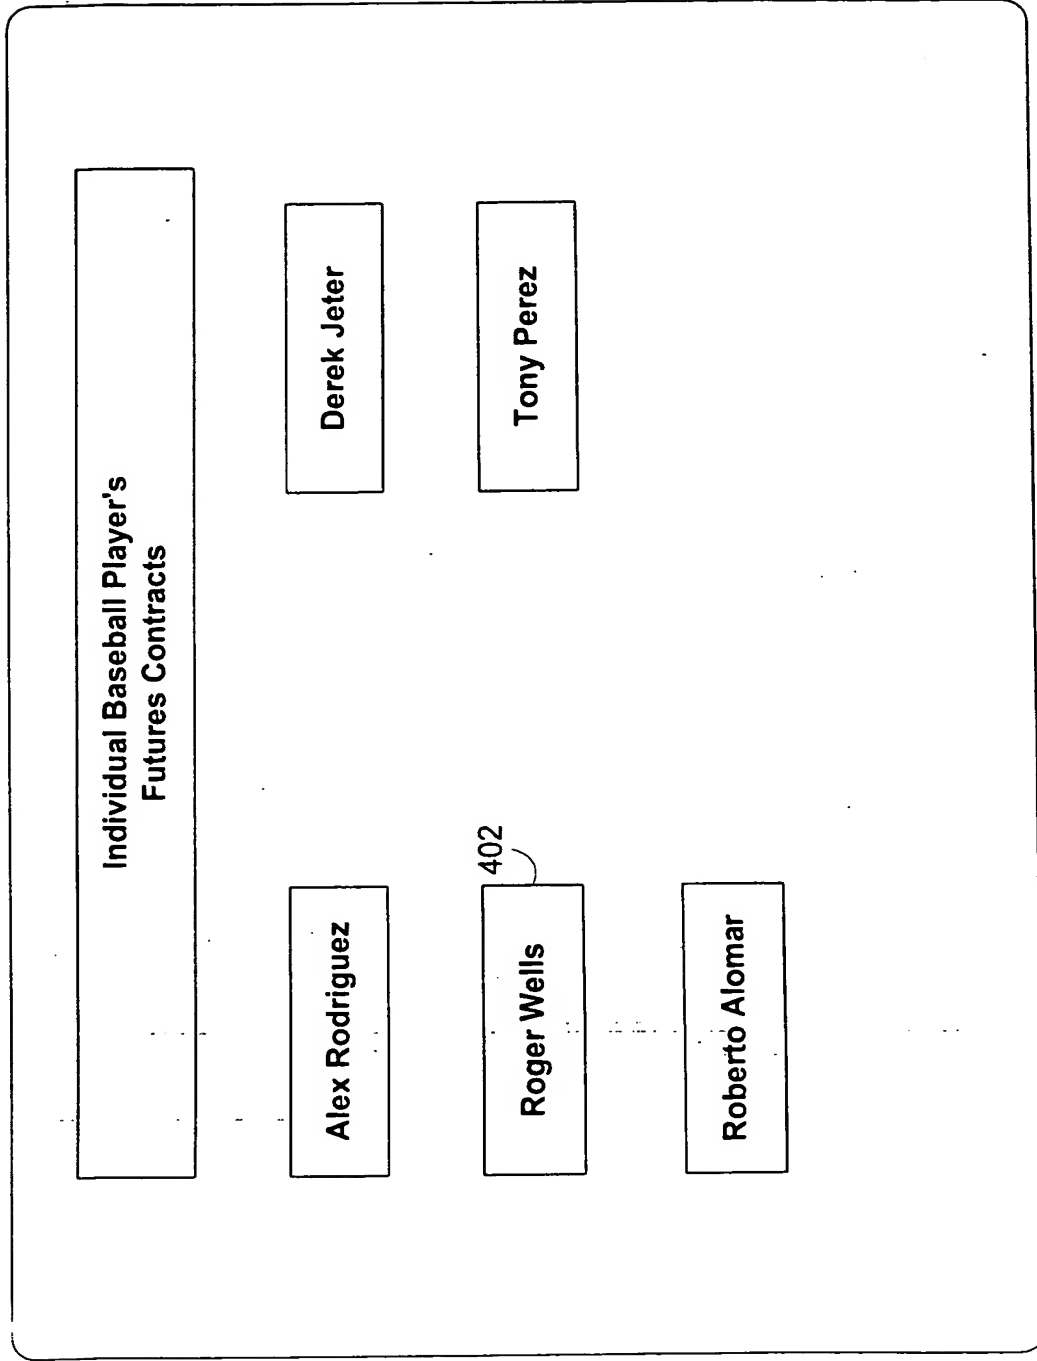 Individual Baseball Player's
Futures Contracts
Alex Rodriguez
Derek Jeter
402
Roger Wells
Tony Perez
Roberto Alomar